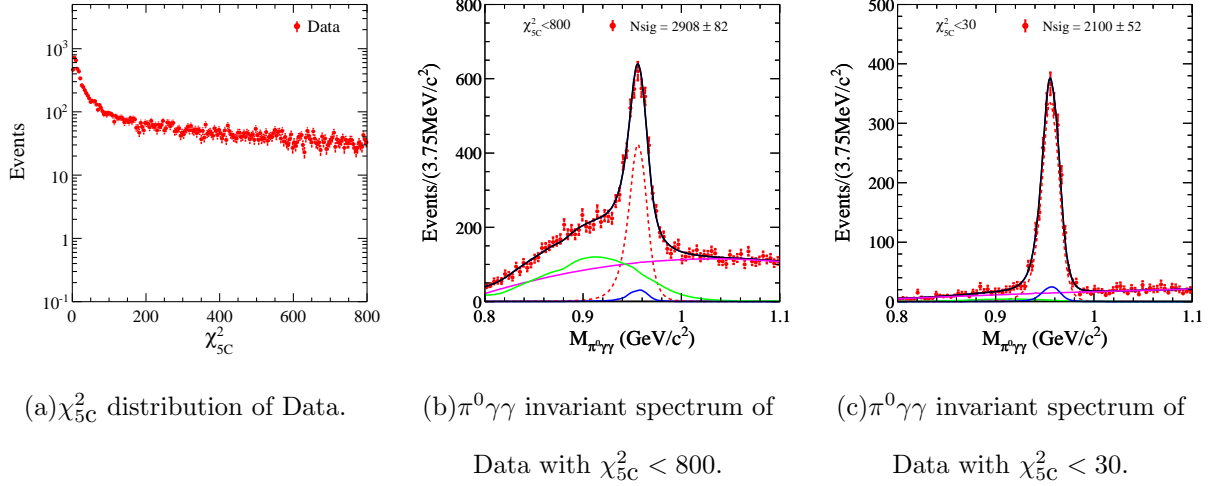 Data
10³
10²
10
1
10⁻¹
Events
0 200 400 600 800
χ²5C
800
600
400
200
0
Events/(3.75MeV/c²)
χ²5C<800 Nsig = 2908 ± 82
0.8 0.9 1 1.1
Mπ⁰γγ (GeV/c²)
500
400
300
200
100
0
Events/(3.75MeV/c²)
χ²5C<30 Nsig = 2100 ± 52
0.8 0.9 1 1.1
Mπ⁰γγ (GeV/c²)
(a)χ²5C distribution of Data.
(b)π⁰γγ invariant spectrum of
Data with χ²5C < 800.
(c)π⁰γγ invariant spectrum of
Data with χ²5C < 30.